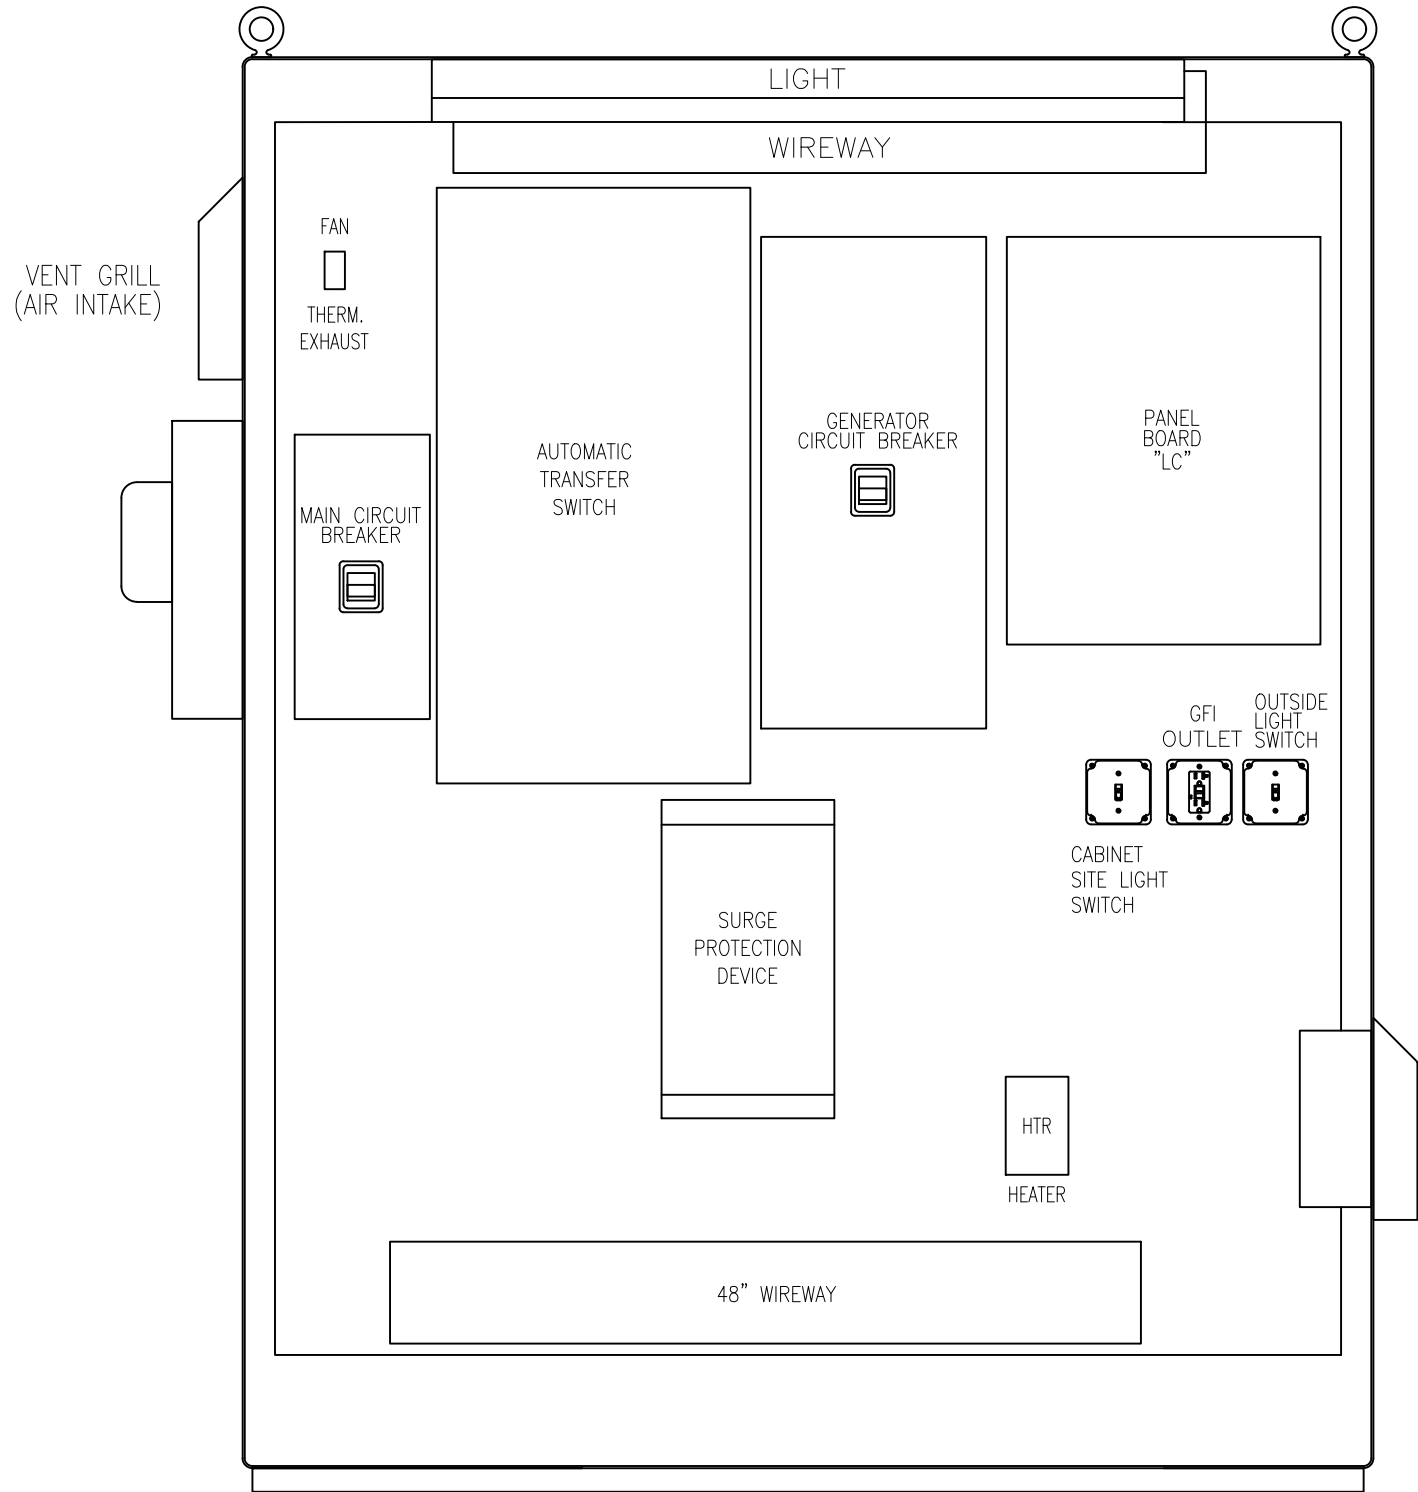 LIGHT
WIREWAY
FAN
VENT GRILL
(AIR INTAKE)
THERM.
EXHAUST
GENERATOR
CIRCUIT BREAKER
PANEL
BOARD
"LC"
AUTOMATIC
TRANSFER
SWITCH
MAIN CIRCUIT
BREAKER
GFI
OUTLET
OUTSIDE
LIGHT
SWITCH
CABINET
SITE LIGHT
SWITCH
SURGE
PROTECTION
DEVICE
HTR
HEATER
48" WIREWAY